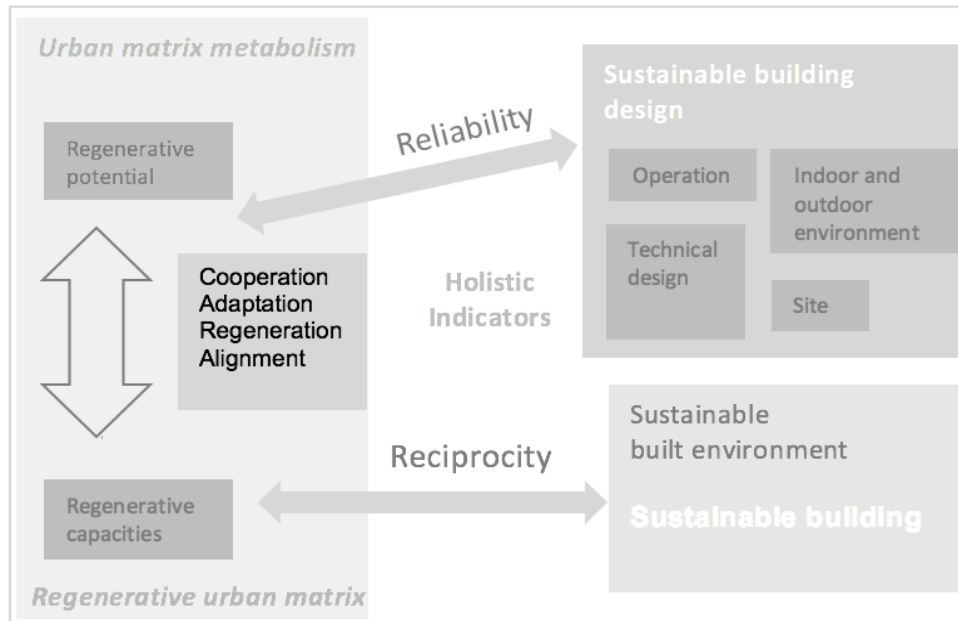 Urban matrix metabolism
Regenerative
potential
Cooperation
Adaptation
Regeneration
Alignment
Regenerative
capacities
Regenerative urban matrix
Reliability
Holistic
Indicators
Reciprocity
Sustainable building
design
Operation
Indoor and
outdoor
environment
Technical
design
Site
Sustainable
built environment
Sustainable building